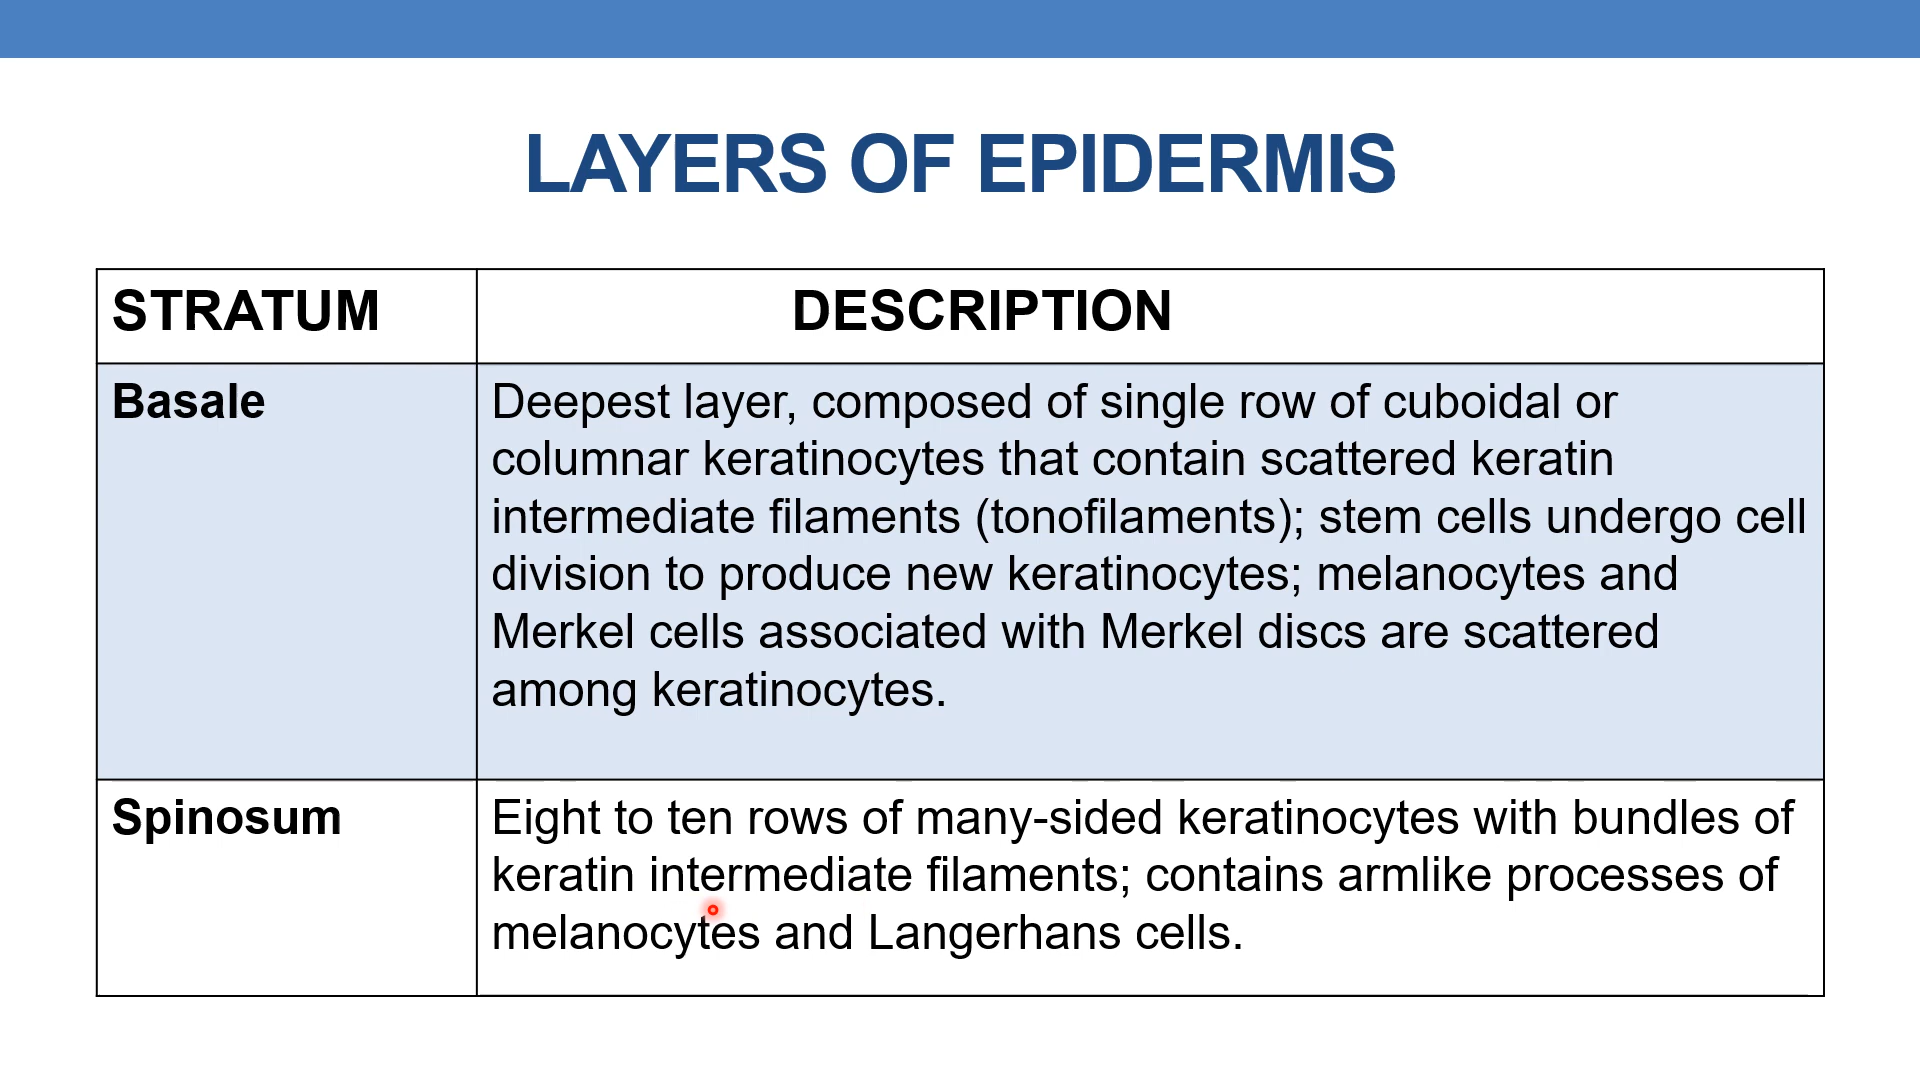 LAYERS OF EPIDERMIS
STRATUM
DESCRIPTION
Basale
Deepest layer, composed of single row of cuboidal or
columnar keratinocytes that contain scattered keratin
intermediate filaments (tonofilaments); stem cells undergo cell
division to produce new keratinocytes; melanocytes and
Merkel cells associated with Merkel discs are scattered
among keratinocytes.
Spinosum
Eight to ten rows of many-sided keratinocytes with bundles of
keratin intermediate filaments; contains armlike processes of
melanocytes and Langerhans cells.